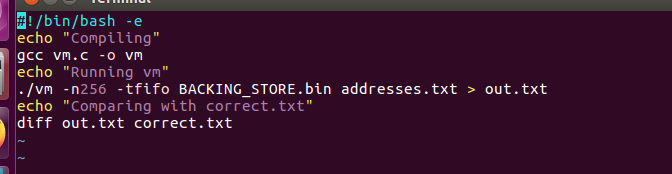 Terminal
#!/bin/bash -e
echo "Compiling"
gcc vm.c -o vm
echo "Running vm"
./vm -n256 -tfifo BACKING_STORE.bin addresses.txt > out.txt
echo "Comparing with correct.txt"
diff out.txt correct.txt
~
~